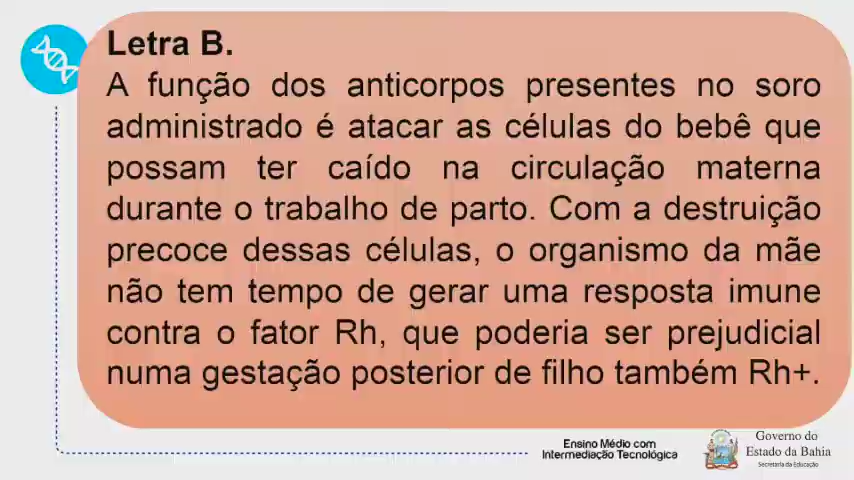 Letra B.
A função dos anticorpos presentes no soro
administrado é atacar as células do bebê que
possam ter caído na circulação materna
durante o trabalho de parto. Com a destruição
precoce dessas células, o organismo da mãe
não tem tempo de gerar uma resposta imune
contra o fator Rh, que poderia ser prejudicial
numa gestação posterior de filho também Rh+.
Ensino Médio com
Intermediação Tecnológica
Governo do
Estado da Bahia
Secretaria da Educação